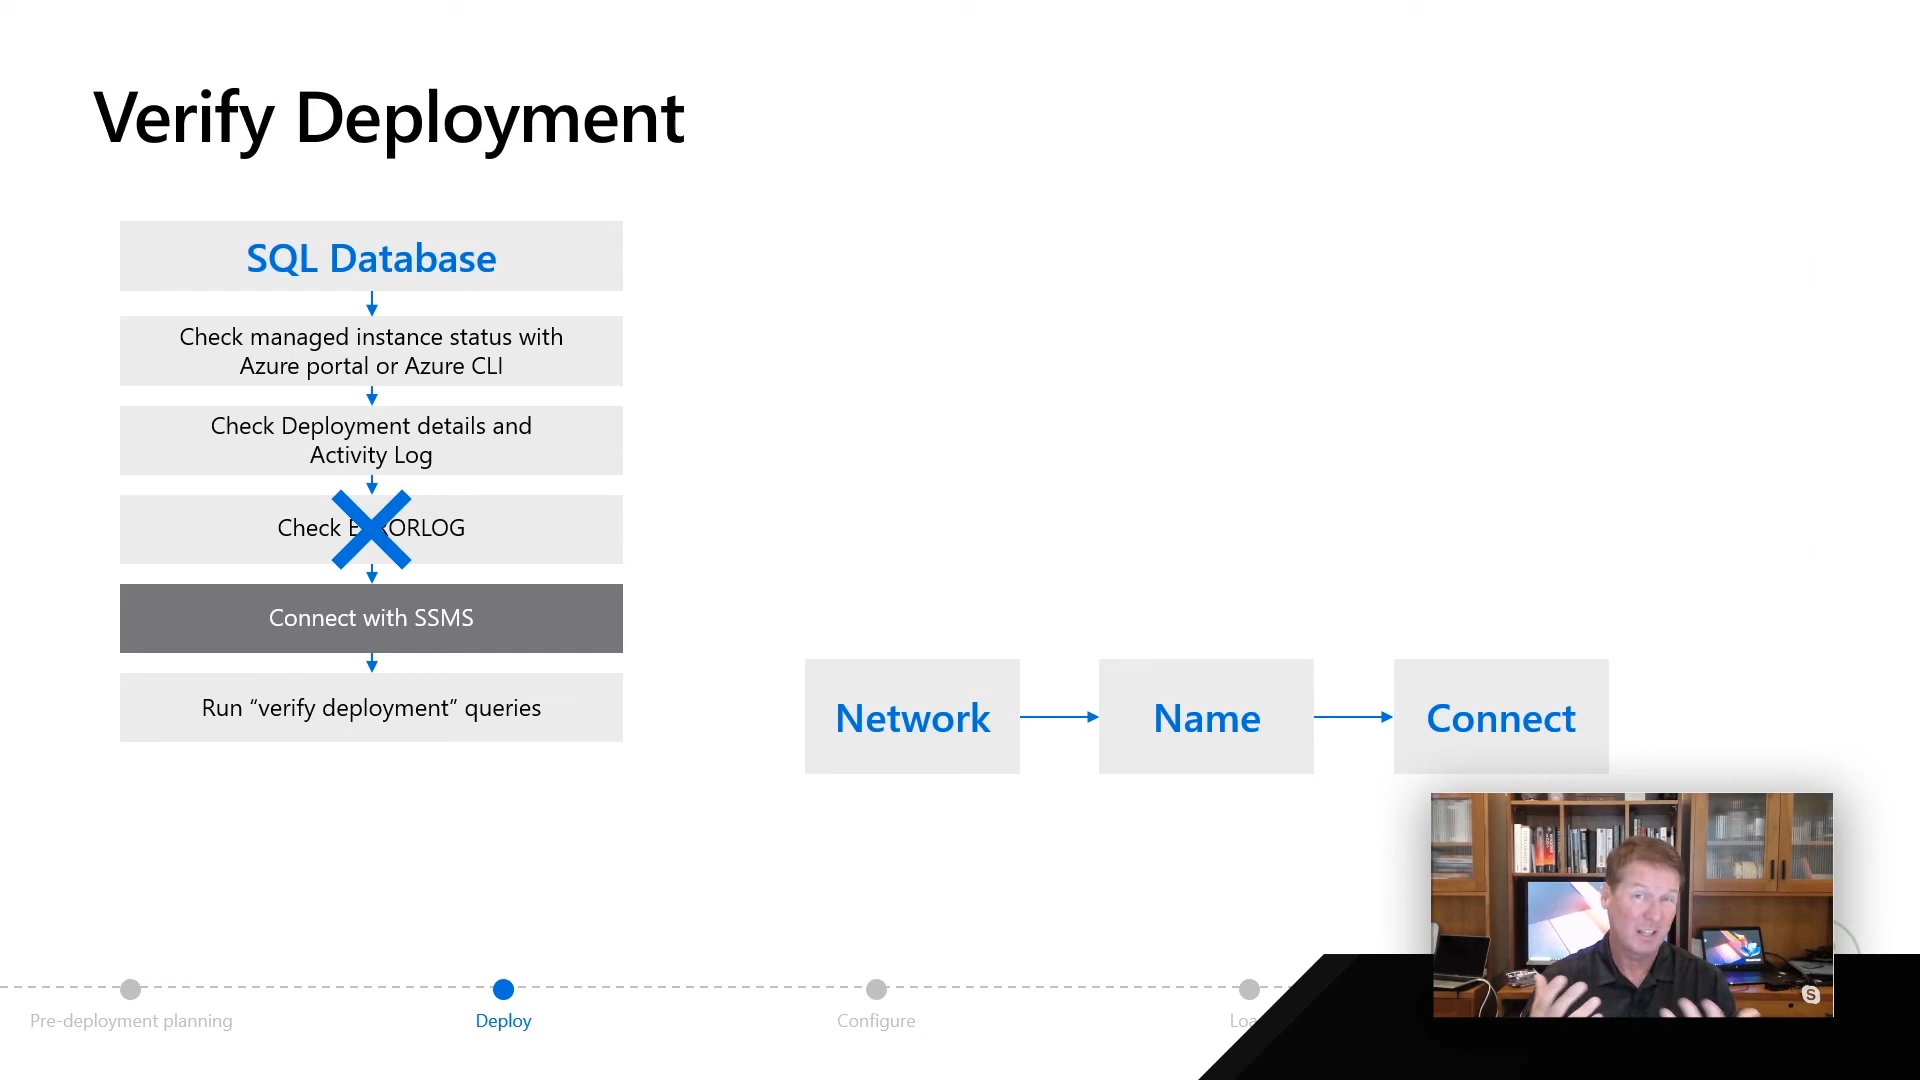 Verify Deployment
SQL Database
Check managed instance status with
Azure portal or Azure CLI
Check Deployment details and
Activity Log
Check ORLOG
Connect with SSMS
Run “verify deployment” queries
Network
Name
Connect
Pre-deployment planning
Deploy
Configure
Loa
S